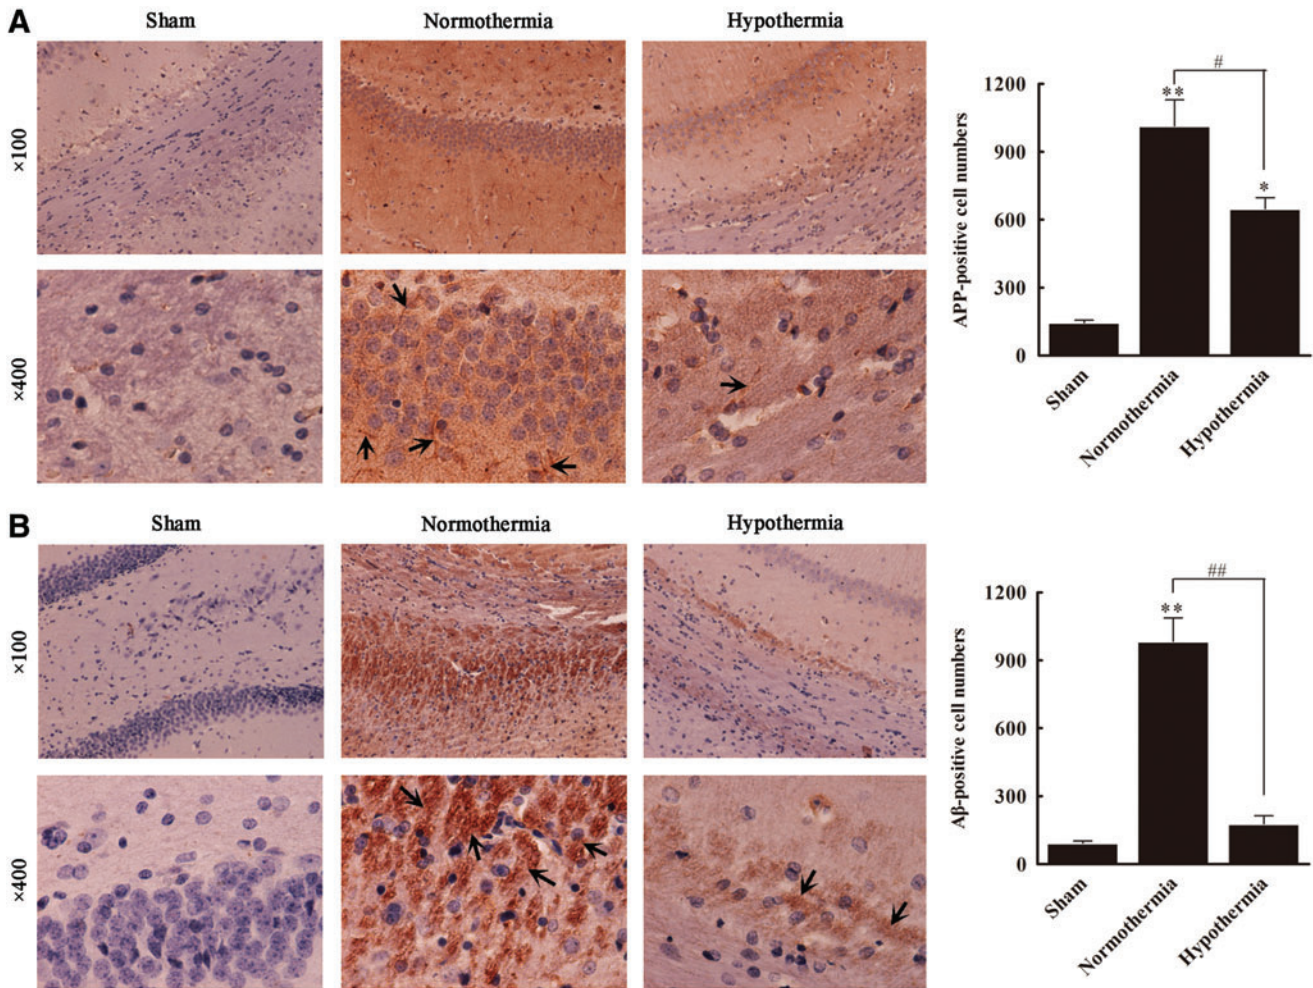 A
Sham
Normothermia
Hypothermia
×100
×400
#
1200
**
900
APP-positive cell numbers
*
600
300
0
Sham
Normothermia
Hypothermia
B
Sham
Normothermia
Hypothermia
×100
×400
##
1200
**
900
Aβ-positive cell numbers
600
300
0
Sham
Normothermia
Hypothermia